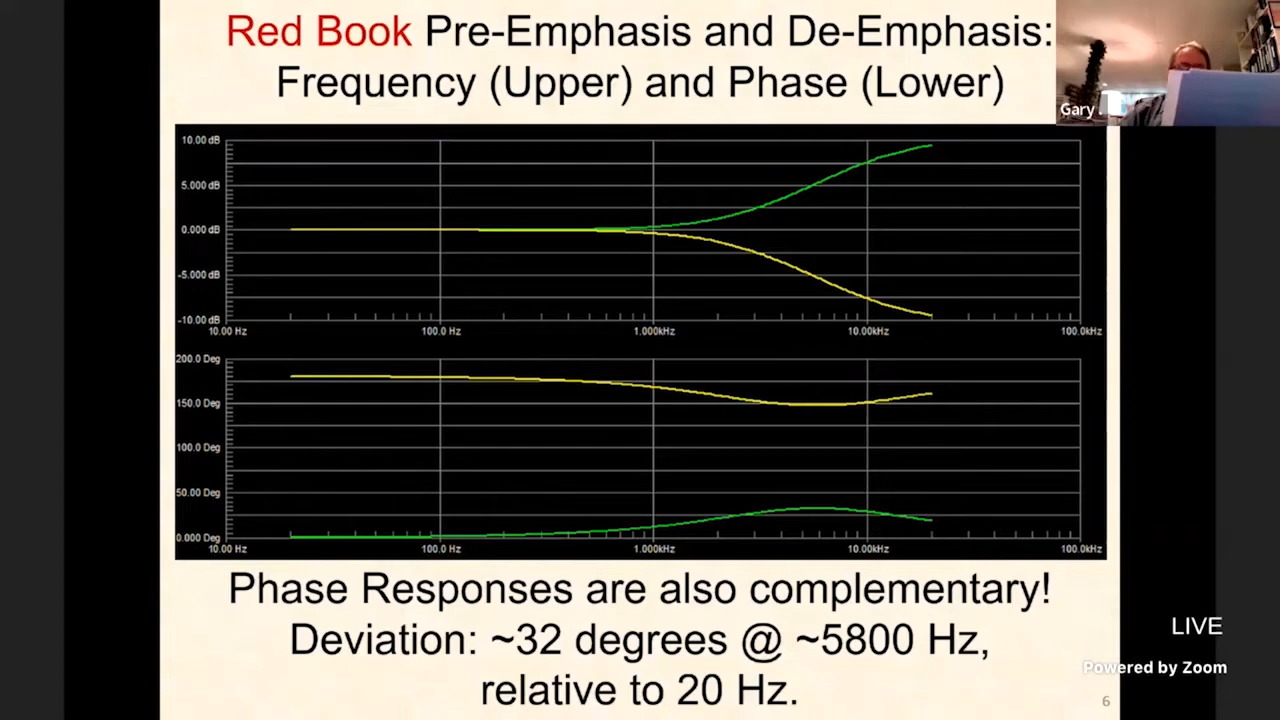 Red Book Pre-Emphasis and De-Emphasis:
Frequency (Upper) and Phase (Lower)
Gary
10.00 dB
5.000 dB
0.000 dB
-5.000 dB
-10.00 dB
10.00 Hz 100.0 Hz 1.000kHz 10.00kHz 100.0kHz
200.0 Deg
150.0 Deg
100.0 Deg
50.00 Deg
0.000 Deg
10.00 Hz 100.0 Hz 1.000kHz 10.00kHz 100.0kHz
Phase Responses are also complementary!
Deviation: ~32 degrees @ ~5800 Hz,
relative to 20 Hz.
LIVE
Powered by Zoom
6